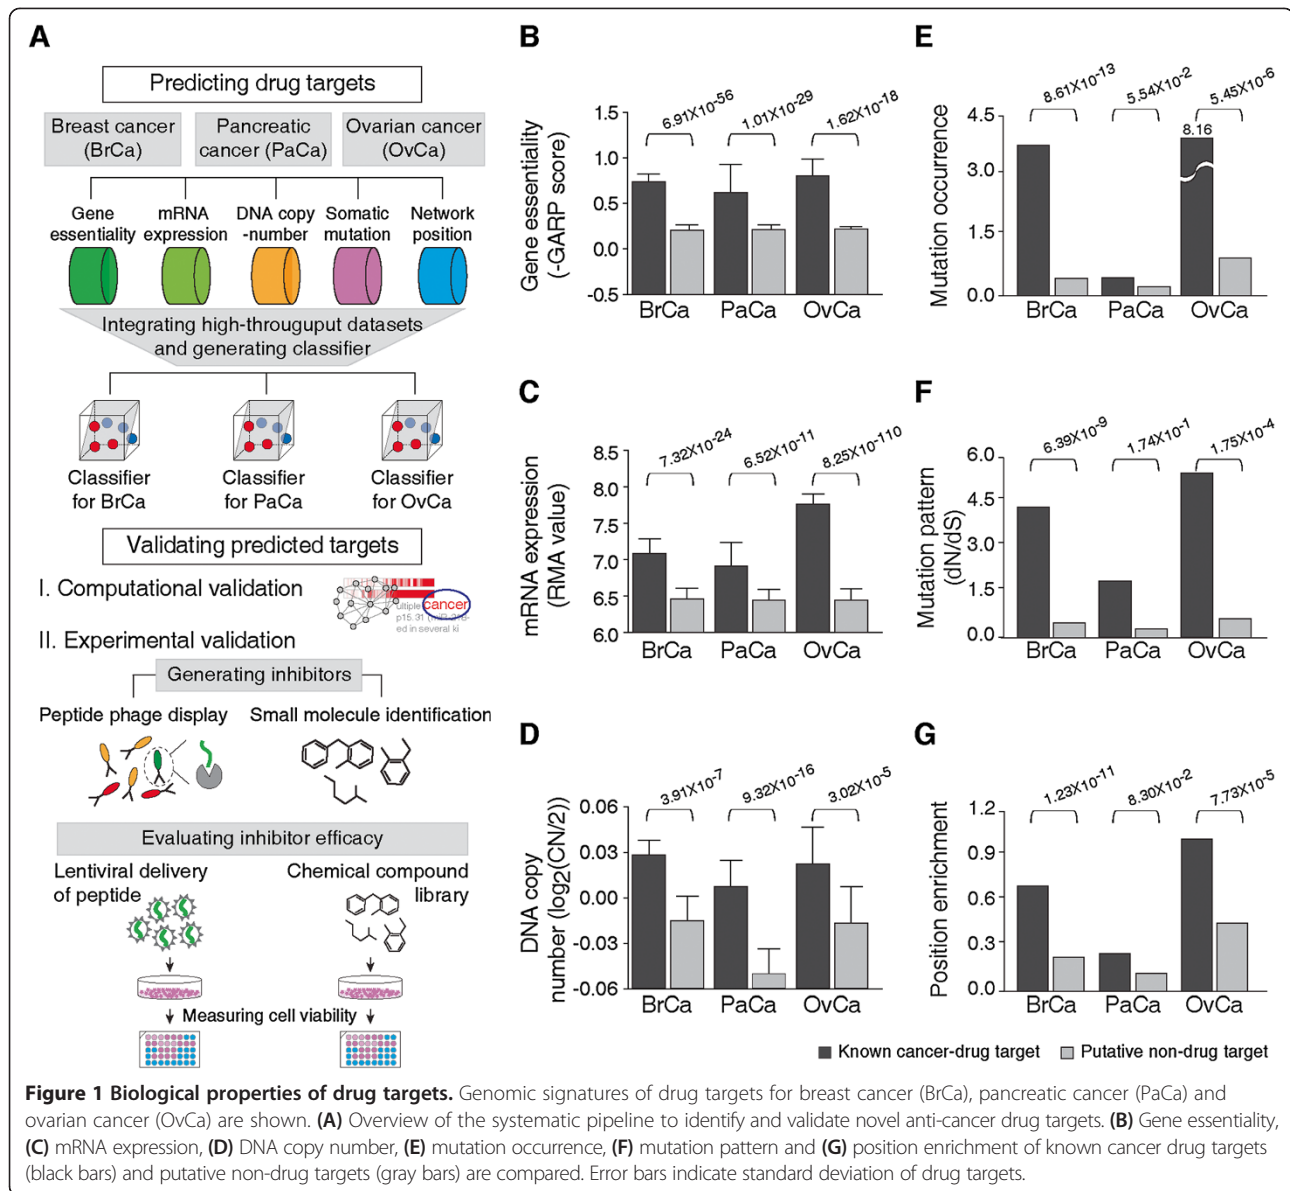 A
Predicting drug targets
Breast cancer
(BrCa)
Pancreatic
cancer (PaCa)
Ovarian cancer
(OvCa)
Gene
essentiality
mRNA
expression
DNA copy
-number
Somatic
mutation
Network
position
Integrating high-througuput datasets
and generating classifier
Classifier
for BrCa
Classifier
for PaCa
Classifier
for OvCa
Validating predicted targets
I. Computational validation
ultiple
cancer
p15.31 (
ed in several ki
II. Experimental validation
Generating inhibitors
Peptide phage display
Small molecule identification
Evaluating inhibitor efficacy
Lentiviral delivery
of peptide
Chemical compound
library
Measuring cell viability
B
Gene essentiality
(-GARP score)
1.5
1.0
0.5
0.0
-0.5
6.91X10-56
1.01X10-29
1.62X10-18
BrCa
PaCa
OvCa
C
mRNA expression
(RMA value)
8.5
8.0
7.5
7.0
6.5
6.0
7.32X10-24
6.52X10-11
8.25X10-110
BrCa
PaCa
OvCa
D
DNA copy
number (log2(CN/2))
0.06
0.03
0.00
-0.03
-0.06
3.91X10-7
9.32X10-16
3.02X10-5
BrCa
PaCa
OvCa
E
Mutation occurrence
4.5
3.0
1.5
0.0
8.61X10-13
5.54X10-2
5.45X10-6
8.16
BrCa
PaCa
OvCa
F
Mutation pattern
(dN/dS)
6.0
4.5
1.5
0.0
6.39X10-9
1.74X10-1
1.75X10-4
BrCa
PaCa
OvCa
G
Position enrichment
1.2
0.6
0.3
0.0
1.23X10-11
8.30X10-2
7.73X10-5
BrCa
PaCa
OvCa
Known cancer-drug target
Putative non-drug target
Figure 1 Biological properties of drug targets. Genomic signatures of drug targets for breast cancer (BrCa), pancreatic cancer (PaCa) and
ovarian cancer (OvCa) are shown. (A) Overview of the systematic pipeline to identify and validate novel anti-cancer drug targets. (B) Gene essentiality,
(C) mRNA expression, (D) DNA copy number, (E) mutation occurrence, (F) mutation pattern and (G) position enrichment of known cancer drug targets
(black bars) and putative non-drug targets (gray bars) are compared. Error bars indicate standard deviation of drug targets.